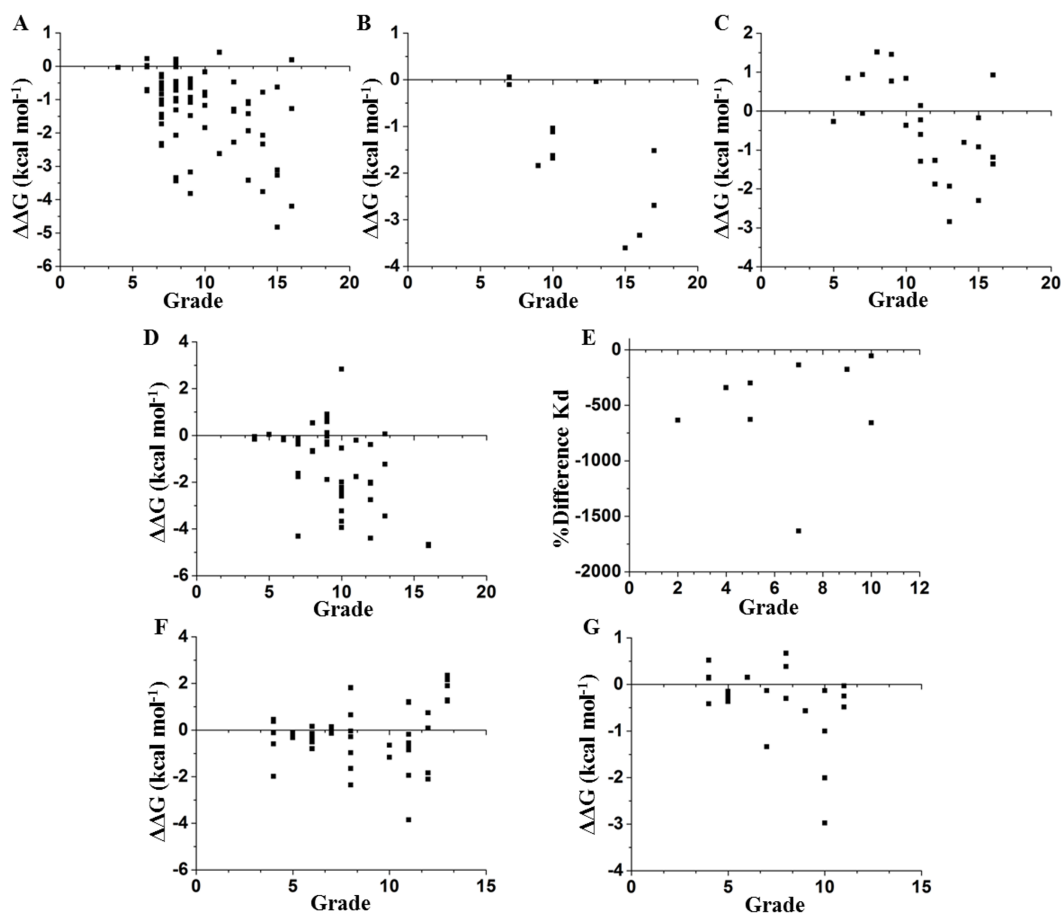 A
ΔΔG (kcal mol⁻¹)
1
0
-1
-2
-3
-4
-5
-6
0 5 10 15 20
Grade
B
ΔΔG (kcal mol⁻¹)
1
0
-1
-2
-3
-4
0 5 10 15 20
Grade
C
ΔΔG (kcal mol⁻¹)
2
1
0
-1
-2
-3
-4
0 5 10 15 20
Grade
D
ΔΔG (kcal mol⁻¹)
4
2
0
-2
-4
-6
0 5 10 15 20
Grade
E
%Difference Kd
0
-500
-1000
-1500
-2000
0 2 4 6 8 10 12
Grade
F
ΔΔG (kcal mol⁻¹)
4
2
0
-2
-4
-6
0 5 10 15
Grade
G
ΔΔG (kcal mol⁻¹)
1
0
-1
-2
-3
-4
0 5 10 15
Grade